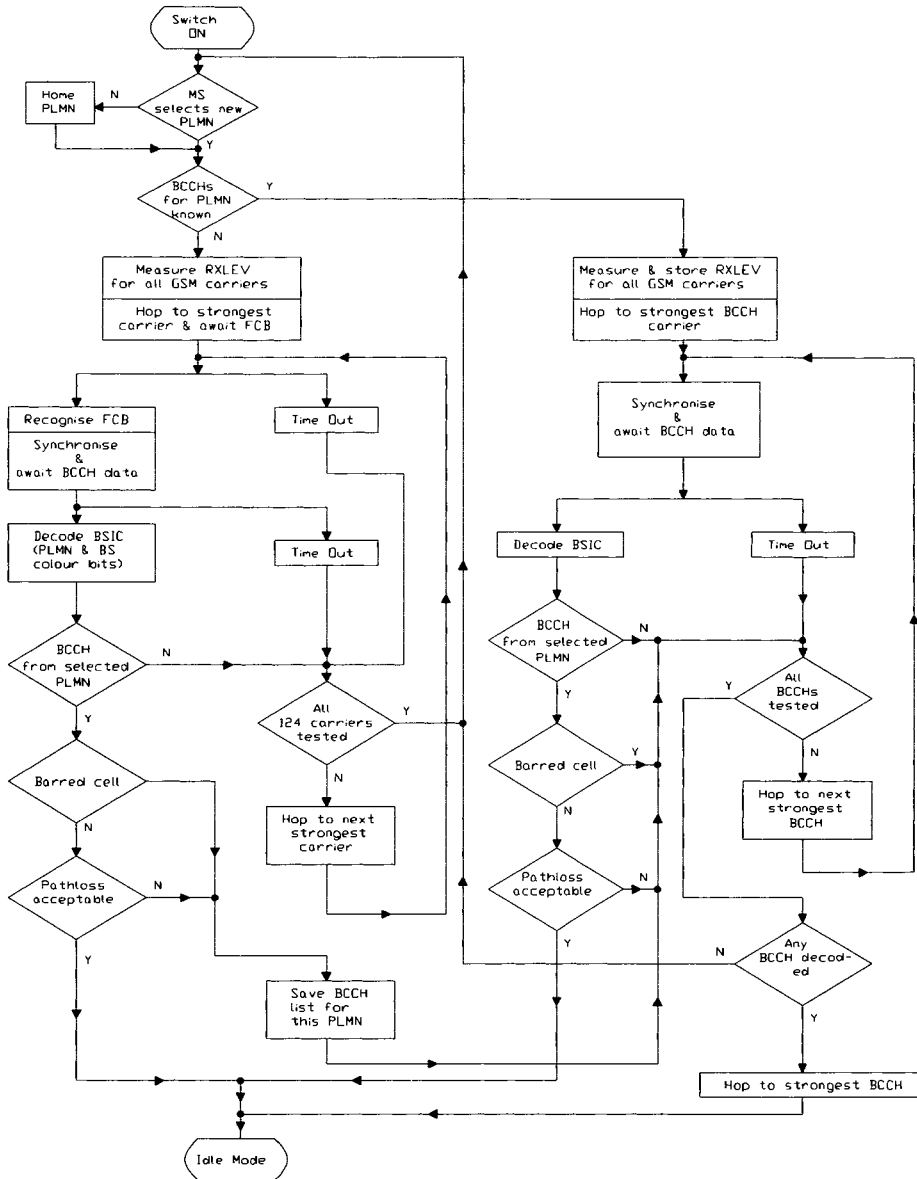 Switch
ON
MS
selects new
PLMN
N
Home
PLMN
Y
BCCHs
for PLMN
known
Y
N
Measure RXLEV
for all GSM carriers
Hop to strongest
carrier & await FCB
Measure & store RXLEV
for all GSM carriers
Hop to strongest BCCH
carrier
Recognise FCB
Synchronise
&
await BCCH data
Time Out
Synchronise
&
await BCCH data
Decode BSIC
(PLMN & BS
colour bits)
Time Out
Decode BSIC
Time Out
BCCH
from selected
PLMN
N
Y
BCCH
from selected
PLMN
N
Y
All
124 carriers
tested
Y
N
All
BCCHs
tested
Y
N
Barred cell
N
Barred cell
Y
N
Hop to next
strongest
carrier
Hop to next
strongest
BCCH
Pathloss
acceptable
N
Y
Pathloss
acceptable
N
Y
Any
BCCH decod-
ed
N
Y
Save BCCH
list for
this PLMN
Hop to strongest BCCH
Idle Mode